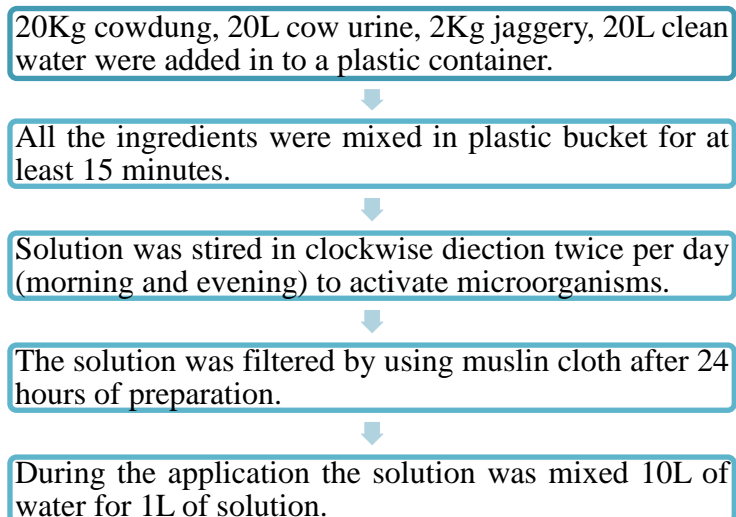 20Kg cowdung, 20L cow urine, 2Kg jaggery, 20L clean
water were added in to a plastic container.
All the ingredients were mixed in plastic bucket for at
least 15 minutes.
Solution was stired in clockwise diection twice per day
(morning and evening) to activate microorganisms.
The solution was filtered by using muslin cloth after 24
hours of preparation.
During the application the solution was mixed 10L of
water for 1L of solution.